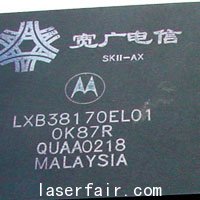 宽广电信
SKII-AX
LXB38170EL01
0K87R
QUAA0218
MALAYSIA
laserfair.com